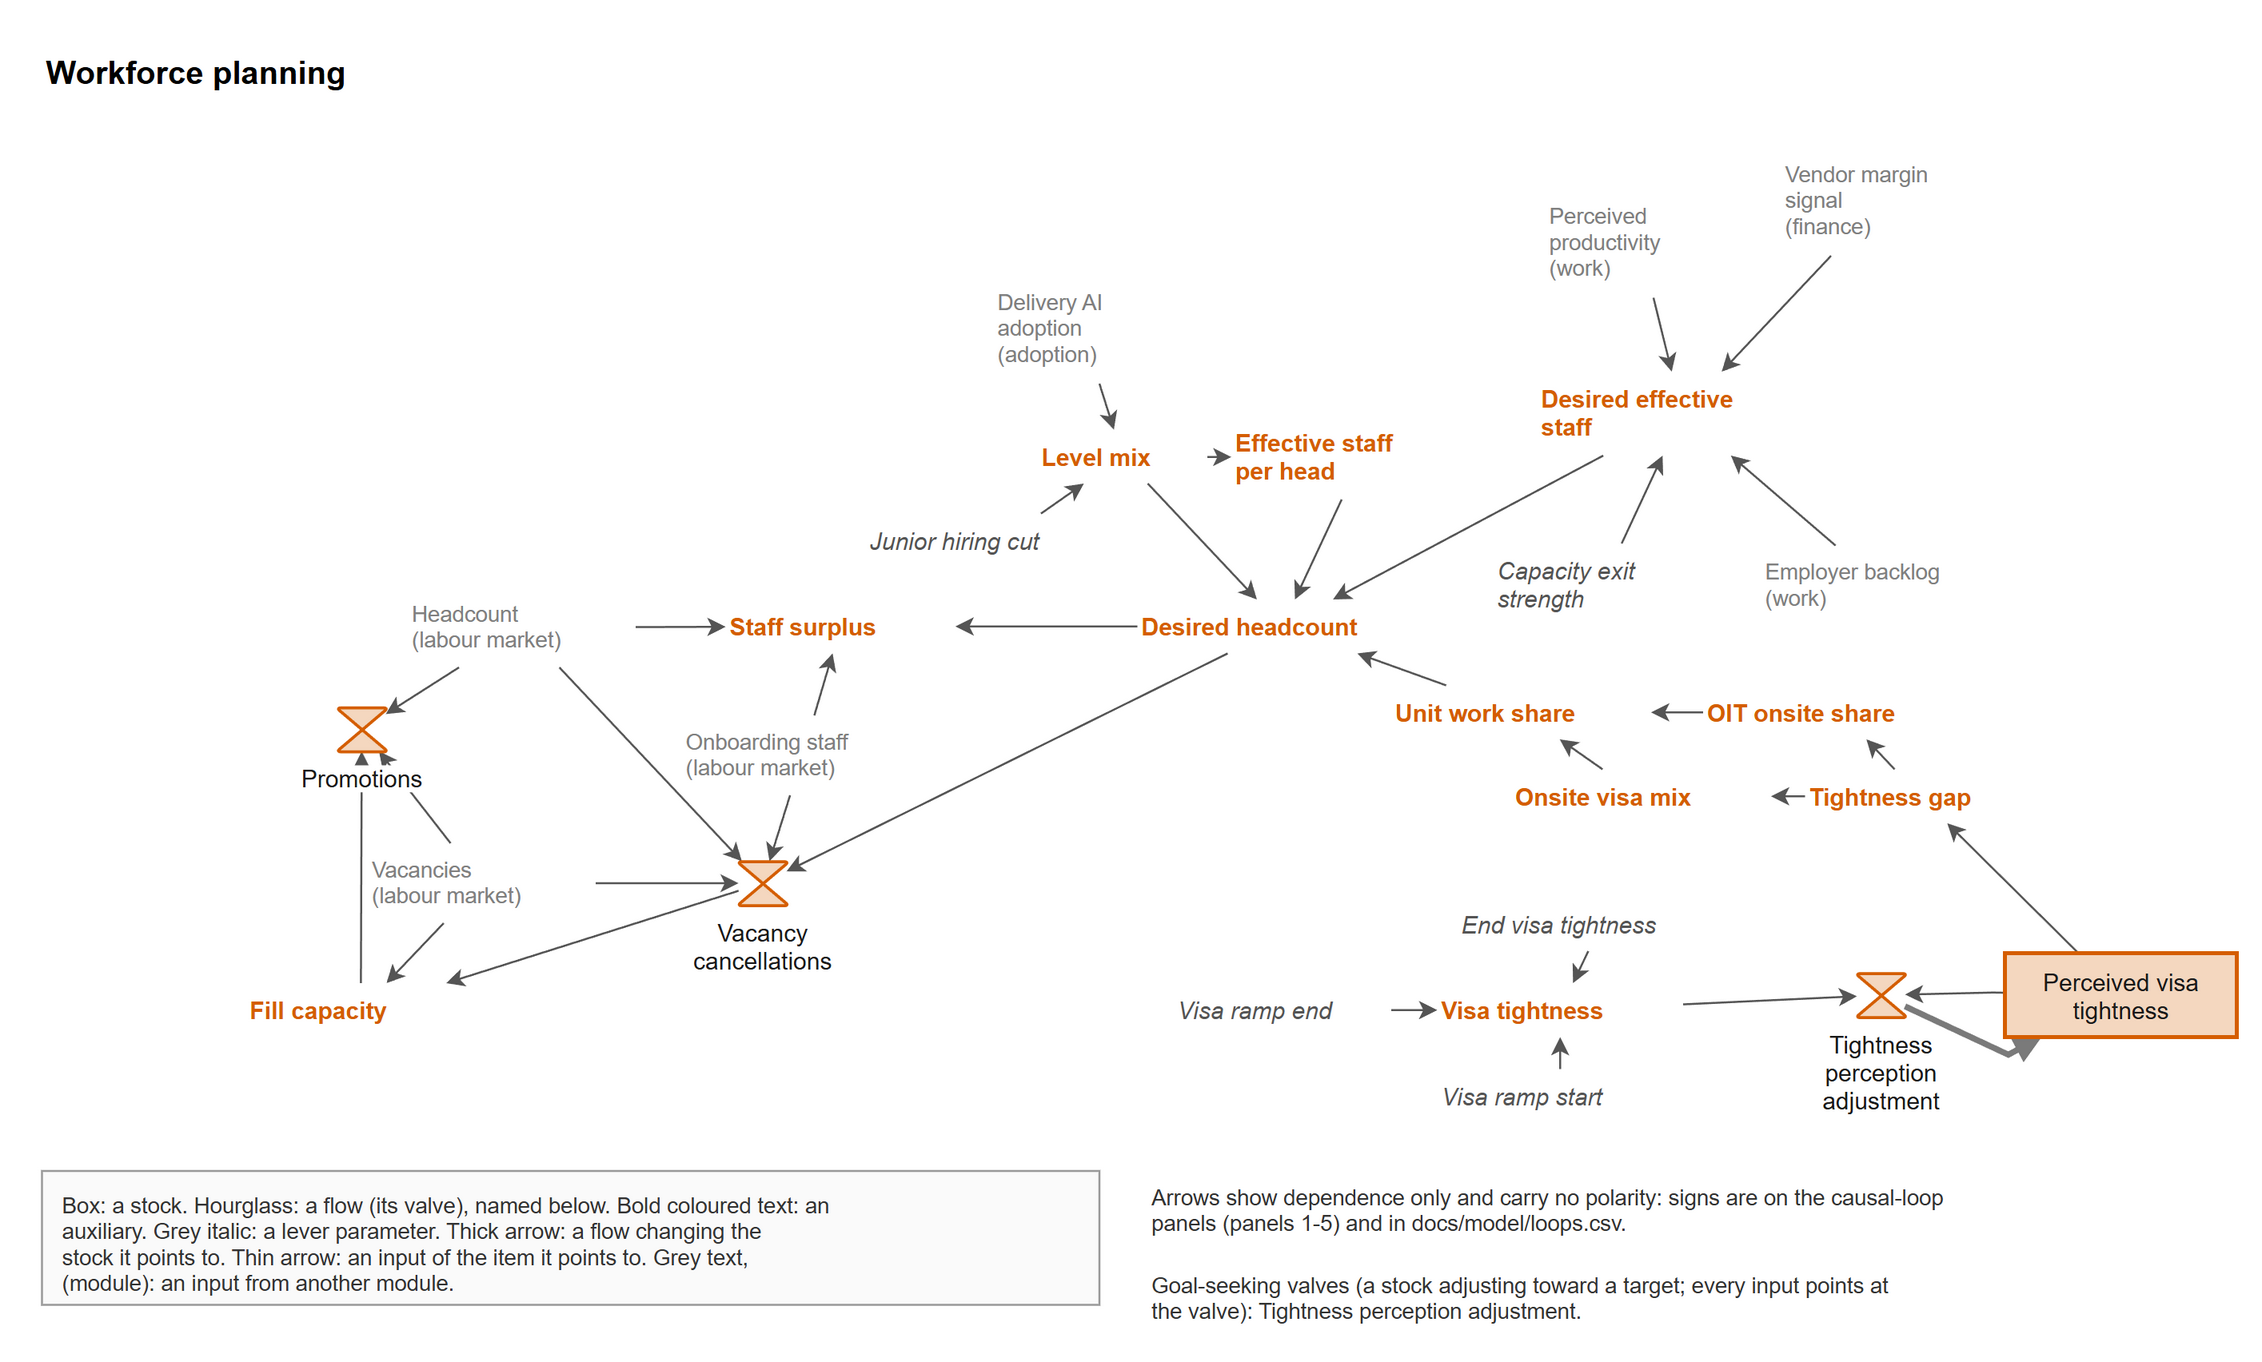 Workforce planning
Vendor margin
signal
(finance)
Perceived
productivity
(work)
Delivery AI
adoption
(adoption)
Desired effective
staff
Level mix
Effective staff
per head
Junior hiring cut
Capacity exit
strength
Employer backlog
(work)
Headcount
(labour market)
Staff surplus
Desired headcount
Unit work share
OIT onsite share
Onboarding staff
(labour market)
Promotions
Onsite visa mix
Tightness gap
Vacancies
(labour market)
Vacancy
cancellations
End visa tightness
Perceived visa
tightness
Fill capacity
Visa ramp end
Visa tightness
Tightness
perception
adjustment
Visa ramp start
Box: a stock. Hourglass: a flow (its valve), named below. Bold coloured text: an
auxiliary. Grey italic: a lever parameter. Thick arrow: a flow changing the
stock it points to. Thin arrow: an input of the item it points to. Grey text,
(module): an input from another module.
Arrows show dependence only and carry no polarity: signs are on the causal-loop
panels (panels 1-5) and in docs/model/loops.csv.
Goal-seeking valves (a stock adjusting toward a target; every input points at
the valve): Tightness perception adjustment.